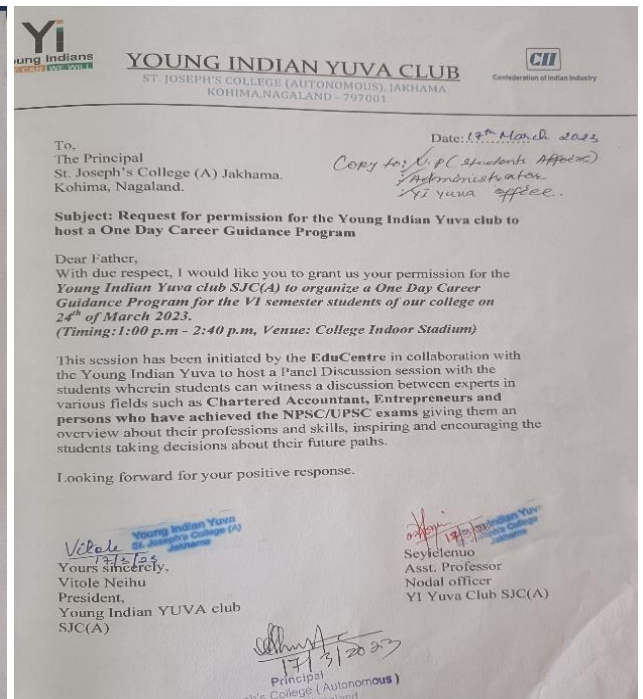 Yi
ung Indians
WE CAN WE WILL
YOUNG INDIAN YUVA CLUB
ST. JOSEPH'S COLLEGE (AUTONOMOUS), JAKHAMA
KOHIMA,NAGALAND - 797001
CII
Confederation of Indian Industry
Date: 17th March 2023
To,
The Principal
St. Joseph's College (A) Jakhama.
Kohima, Nagaland.
Copy to: V.P (Students Affairs)
Administrator
Yi yuva office.
Subject: Request for permission for the Young Indian Yuva club to
host a One Day Career Guidance Program
Dear Father,
With due respect, I would like you to grant us your permission for the
Young Indian Yuva club SJC(A) to organize a One Day Career
Guidance Program for the VI semester students of our college on
24th of March 2023.
(Timing:1:00 p.m - 2:40 p.m, Venue: College Indoor Stadium)
This session has been initiated by the EduCentre in collaboration with
the Young Indian Yuva to host a Panel Discussion session with the
students wherein students can witness a discussion between experts in
various fields such as Chartered Accountant, Entrepreneurs and
persons who have achieved the NPSC/UPSC exams giving them an
overview about their professions and skills, inspiring and encouraging the
students taking decisions about their future paths.
Looking forward for your positive response.
Young Indian Yuva
St. Joseph's College (A)
Jakhama
Vitole
17/3/23
Yours sincerely,
Vitole Neihu
President,
Young Indian YUVA club
SJC(A)
Indian Yuv
's College
Jakhama
Seyielenuo
Asst. Professor
Nodal officer
YI Yuva Club SJC(A)
17/3/2023
Principal
's College (Autonomous)